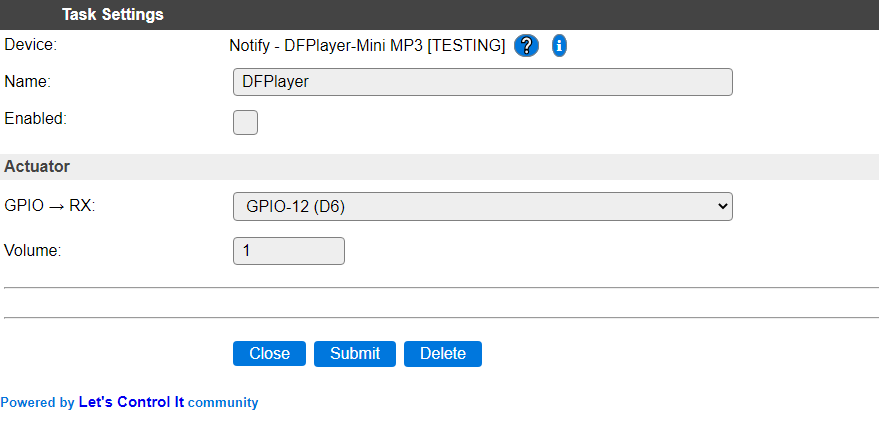 Task Settings
Device: Notify - DFPlayer-Mini MP3 [TESTING] ? i
Name: DFPlayer
Enabled:
Actuator
GPIO → RX: GPIO-12 (D6)
Volume: 1
Close Submit Delete
Powered by Let's Control It community